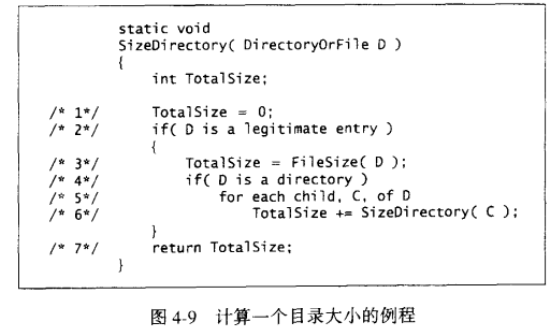 static void
SizeDirectory( DirectoryOrFile D )
{
int TotalSize;
/* 1*/ TotalSize = 0;
/* 2*/ if( D is a legitimate entry )
{
/* 3*/ TotalSize = FileSize( D );
/* 4*/ if( D is a directory )
/* 5*/ for each child, C, of D
/* 6*/ TotalSize += SizeDirectory( C );
}
/* 7*/ return TotalSize;
}
图 4-9 计算一个目录大小的例程